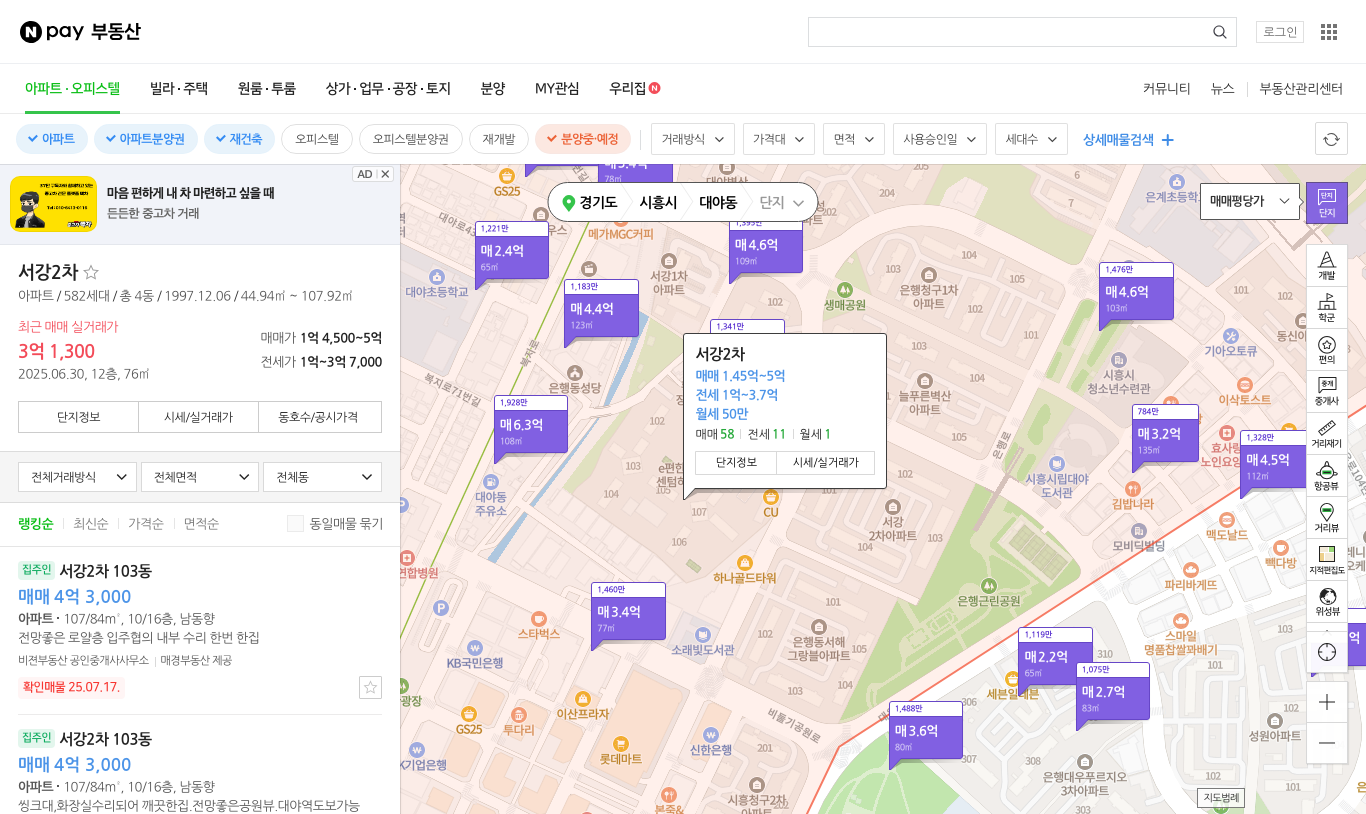 N pay 부동산
로그인
아파트 · 오피스텔 빌라 · 주택 원룸 · 투룸 상가 · 업무 · 공장 · 토지 분양 MY관심 우리집 N
커뮤니티 뉴스 부동산관리센터
아파트 아파트분양권 재건축 오피스텔 오피스텔분양권 재개발 분양중·예정 거래방식 가격대 면적 사용승인일 세대수 상세매물검색 +
AD
마음 편하게 내 차 마련하고 싶을 때
든든한 중고차 거래
서강2차
아파트 / 582세대 / 총 4동 / 1997.12.06 / 44.94㎡ ~ 107.92㎡
최근 매매 실거래가
3억 1,300
2025.06.30, 12층, 76㎡
매매가 1억 4,500~5억
전세가 1억~3억 7,000
단지정보 시세/실거래가 동호수/공시가격
전체거래방식 전체면적 전체동
랭킹순 최신순 가격순 면적순 동일매물 묶기
집주인 서강2차 103동
매매 4억 3,000
아파트 · 107/84m², 10/16층, 남동향
전망좋은 로얄층 입주협의 내부 수리 한번 한집
비젼부동산 공인중개사사무소 매경부동산 제공
확인매물 25.07.17.
집주인 서강2차 103동
매매 4억 3,000
아파트 · 107/84m², 10/16층, 남동향
씽크대,화장실수리되어 깨끗한집.전망좋은공원뷰.대야역도보가능
경기도 시흥시 대야동 단지
매매평당가
단지
개발
학군
편의
중개
중개사
거리재기
항공뷰
거리뷰
지적편집도
위성뷰
지도범례
서강2차
매매 1.45억~5억
전세 1억~3.7억
월세 50만
매매 58 전세 11 월세 1
단지정보 시세/실거래가
78㎡
1,221만
매2.4억
65㎡
1,183만
매4.4억
123㎡
매4.6억
109㎡
1,341만
1,476만
매4.6억
103㎡
1,928만
매6.3억
108㎡
784만
매3.2억
135㎡
1,328만
매4.5억
112㎡
1,460만
매3.4억
77㎡
1,119만
매2.2억
65㎡
1,075만
매2.7억
83㎡
1,488만
매3.6억
80㎡
GS25
메가MGC커피
대야초등학교
서강1차
아파트
생매공원
은행청구1차
아파트
은계초등학교
기아오토큐
시흥시
청소년수련관
이삭토스트
복지로
복지로71번길
은행동성당
늘푸른벽산
아파트
은행로
시흥시립대야
도서관
김밥나라
맥도날드
모비딕빌딩
빽다방
파리바게뜨
스마일
명품찹쌀꽈배기
대야동
주유소
CU
서강
2차아파트
하나골드타워
은행근린공원
스타벅스
KB국민은행
소래빛도서관
은행동서해
그랑블아파트
세븐일레븐
GS25
투다리
이산프라자
롯데마트
신한은행
비둘기공원로
시흥청구2차
아파트
은행대우푸르지오
3차아파트
성원아파트